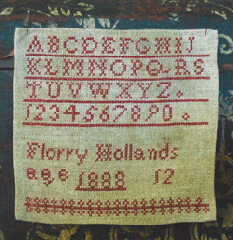 ABCDEFGHIJ
KLMNOPQRS
TUVWXYZ.
1234567890.
Florry Hollands
age 1888 12